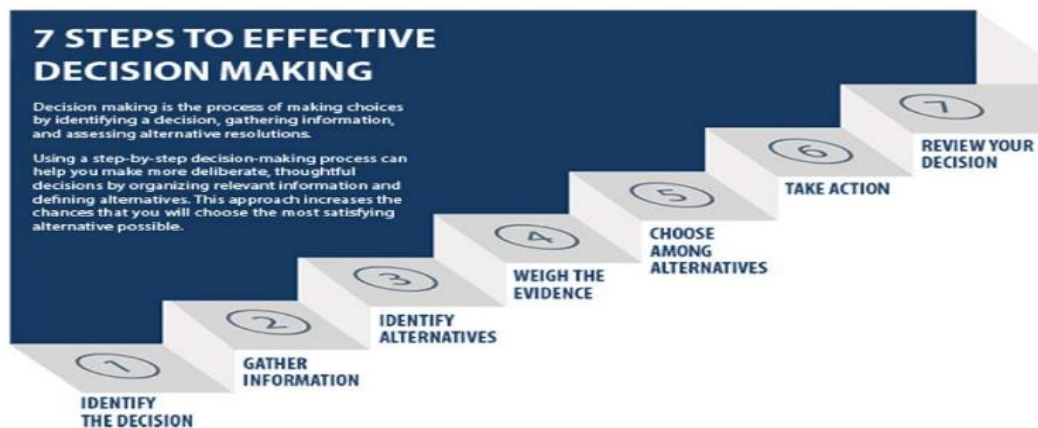 7 STEPS TO EFFECTIVE
DECISION MAKING
Decision making is the process of making choices
by identifying a decision, gathering information,
and assessing alternative resolutions.
Using a step-by-step decision-making process can
help you make more deliberate, thoughtful
decisions by organizing relevant information and
defining alternatives. This approach increases the
chances that you will choose the most satisfying
alternative possible.
1
IDENTIFY
THE DECISION
2
GATHER
INFORMATION
3
IDENTIFY
ALTERNATIVES
4
WEIGH THE
EVIDENCE
5
CHOOSE
AMONG
ALTERNATIVES
6
TAKE ACTION
7
REVIEW YOUR
DECISION